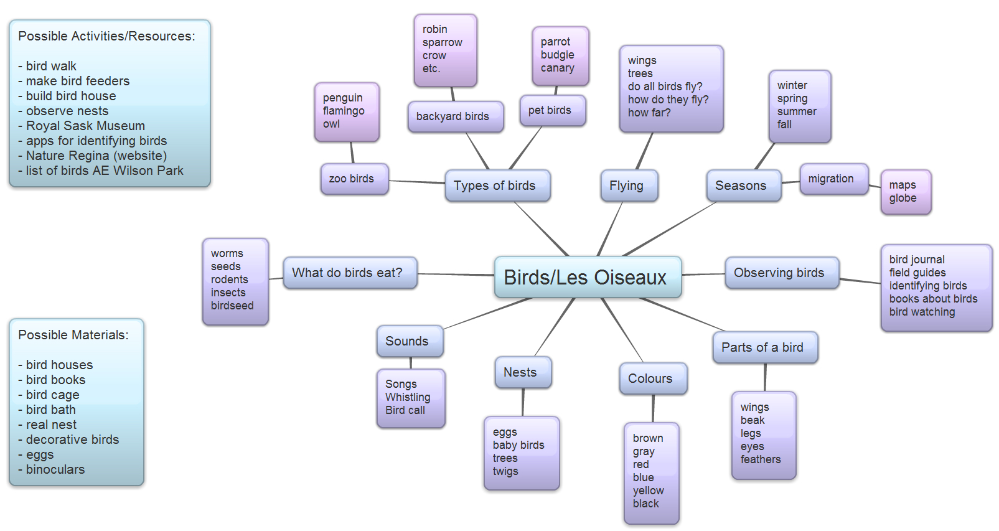 Possible Activities/Resources:
- bird walk
- make bird feeders
- build bird house
- observe nests
- Royal Sask Museum
- apps for identifying birds
- Nature Regina (website)
- list of birds AE Wilson Park
robin
sparrow
crow
etc.
parrot
budgie
canary
penguin
flamingo
owl
backyard birds
pet birds
zoo birds
Types of birds
wings
trees
do all birds fly?
how do they fly?
how far?
Flying
winter
spring
summer
fall
Seasons
migration
maps
globe
worms
seeds
rodents
insects
birdseed
What do birds eat?
Birds/Les Oiseaux
Observing birds
bird journal
field guides
identifying birds
books about birds
bird watching
Possible Materials:
- bird houses
- bird books
- bird cage
- bird bath
- real nest
- decorative birds
- eggs
- binoculars
Sounds
Songs
Whistling
Bird call
Nests
eggs
baby birds
trees
twigs
Colours
brown
gray
red
blue
yellow
black
Parts of a bird
wings
beak
legs
eyes
feathers